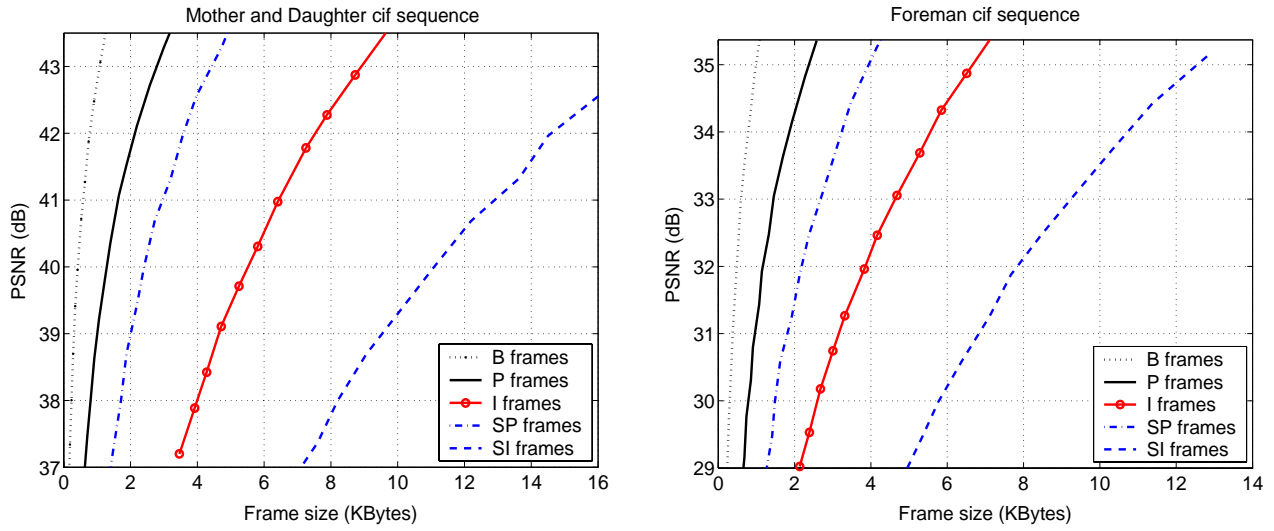 Mother and Daughter cif sequence
PSNR (dB)
43
42
41
40
39
38
37
0 2 4 6 8 10 12 14 16
Frame size (KBytes)
B frames
P frames
I frames
SP frames
SI frames
Foreman cif sequence
PSNR (dB)
35
34
33
32
31
30
29
0 2 4 6 8 10 12 14
Frame size (KBytes)
B frames
P frames
I frames
SP frames
SI frames